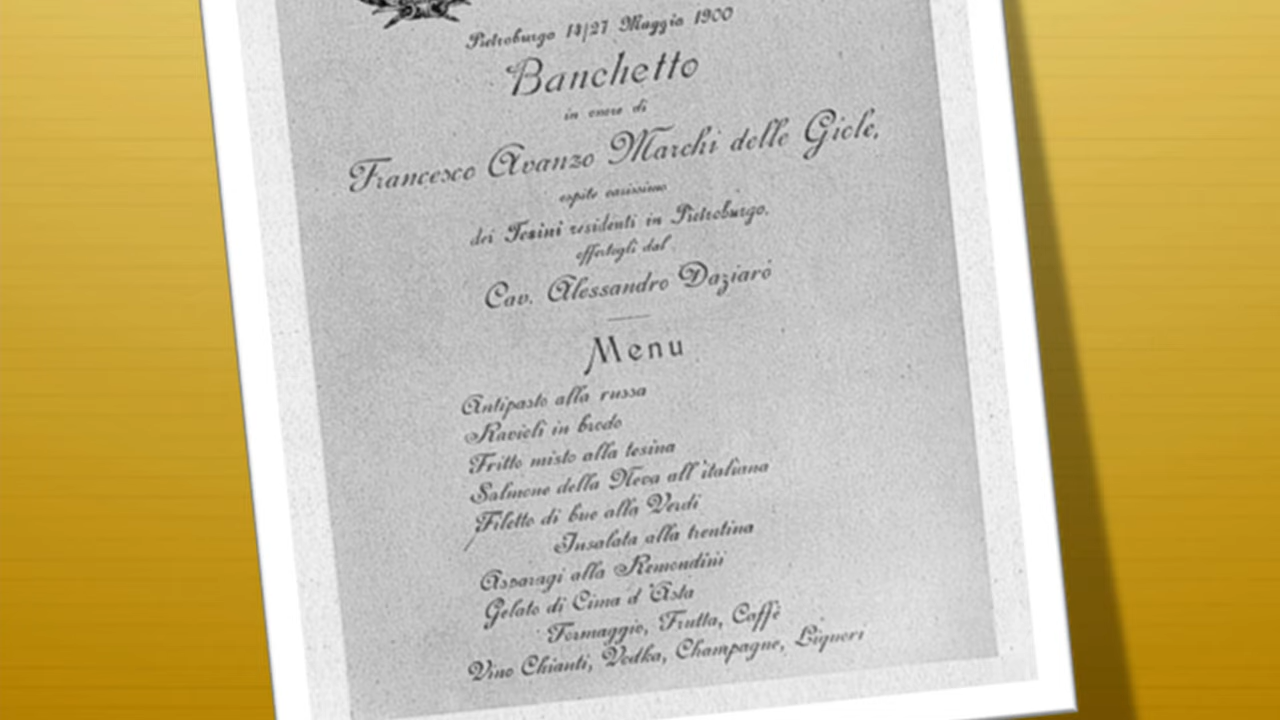 Pietroburgo 14/27 Maggio 1900
Banchetto
in onore di
Francesco Avanzo Marchi delle Giole,
ospite carissimo
dei Tesini residenti in Pietroburgo.
offertogli dal
Cav. Alessandro Daziaró
Menu
Antipasto alla russa
Ravioli in brodo
Fritto misto alla tesina
Salmone della Neva all'italiana
Filetto di bue alla Verdi
Insalata alla trentina
Asparagi alla Remondini
Gelato di Cima d'Asta
Formaggio, Frutta, Caffè
Vino Chianti, Vodka, Champagne, Liquori